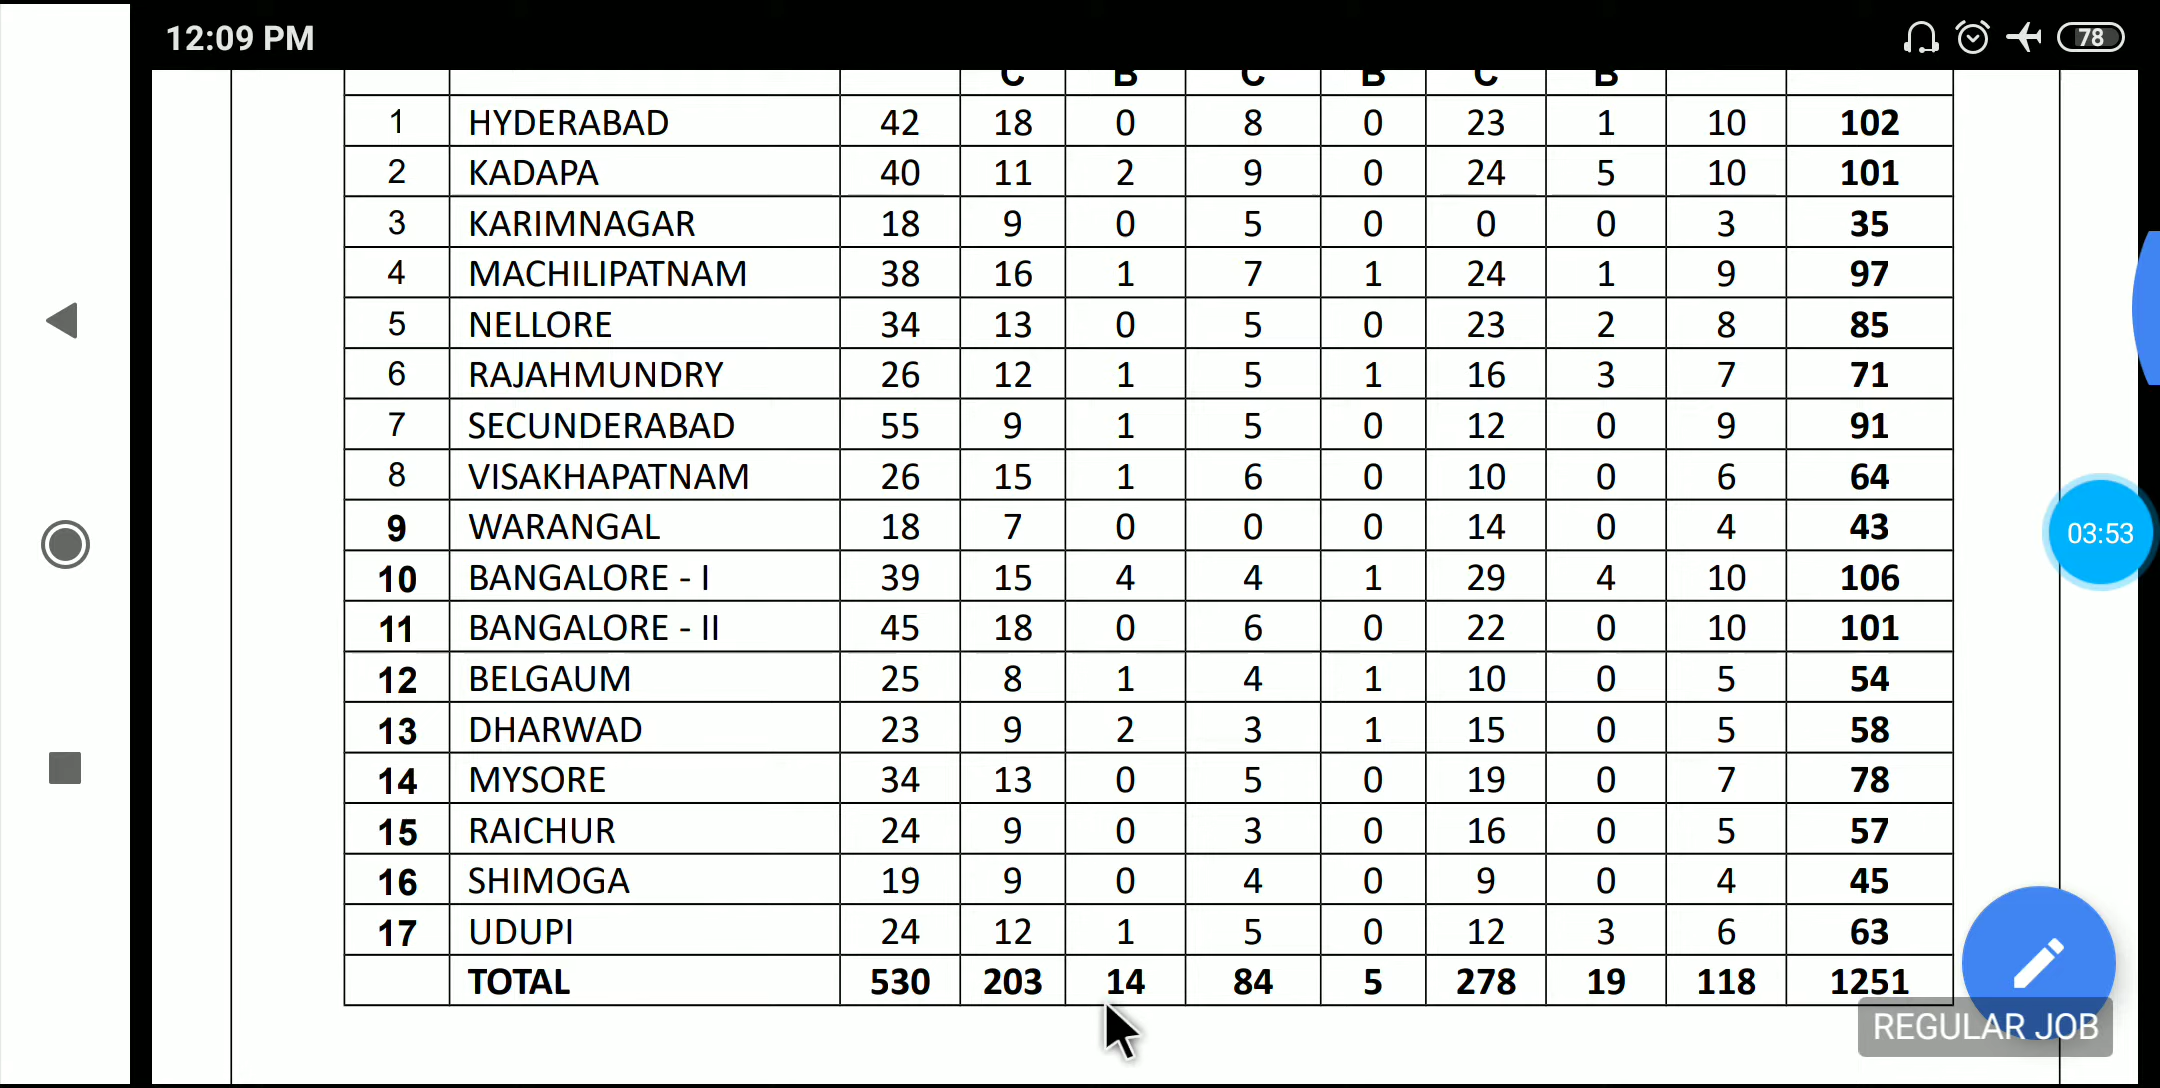 12:09 PM 78
C B C B C B
1 HYDERABAD 42 18 0 8 0 23 1 10 102
2 KADAPA 40 11 2 9 0 24 5 10 101
3 KARIMNAGAR 18 9 0 5 0 0 0 3 35
4 MACHILIPATNAM 38 16 1 7 1 24 1 9 97
5 NELLORE 34 13 0 5 0 23 2 8 85
6 RAJAHMUNDRY 26 12 1 5 1 16 3 7 71
7 SECUNDERABAD 55 9 1 5 0 12 0 9 91
8 VISAKHAPATNAM 26 15 1 6 0 10 0 6 64
9 WARANGAL 18 7 0 0 0 14 0 4 43
10 BANGALORE - I 39 15 4 4 1 29 4 10 106
11 BANGALORE - II 45 18 0 6 0 22 0 10 101
12 BELGAUM 25 8 1 4 1 10 0 5 54
13 DHARWAD 23 9 2 3 1 15 0 5 58
14 MYSORE 34 13 0 5 0 19 0 7 78
15 RAICHUR 24 9 0 3 0 16 0 5 57
16 SHIMOGA 19 9 0 4 0 9 0 4 45
17 UDUPI 24 12 1 5 0 12 3 6 63
TOTAL 530 203 14 84 5 278 19 118 1251
03:53
REGULAR JOB